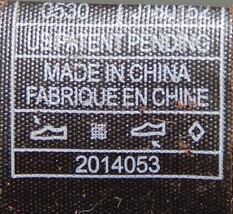 US PATENT PENDING
MADE IN CHINA
FABRIQUE EN CHINE
2014053